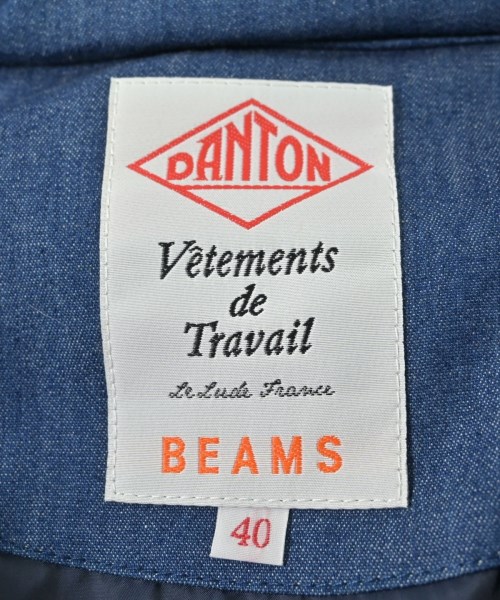 DANTON
Vêtements
de
Travail
Le Lude France
BEAMS
40